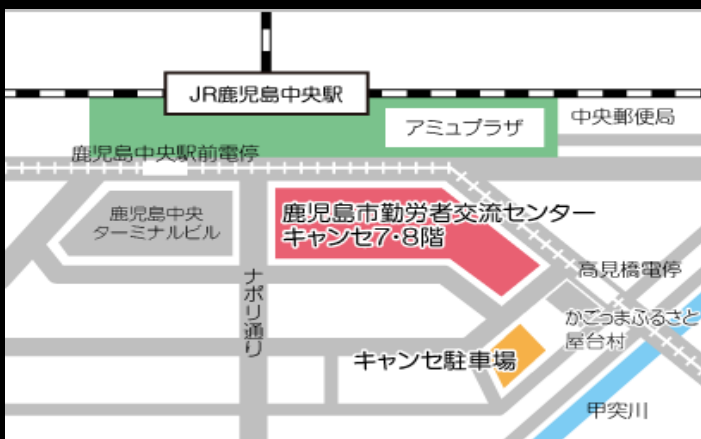 JR鹿児島中央駅
アミュプラザ
中央郵便局
鹿児島中央駅前電停
鹿児島中央
ターミナルビル
鹿児島市勤労者交流センター
キャンセ7・8階
高見橋電停
ナポリ通り
かごっまふるさと
屋台村
キャンセ駐車場
甲突川